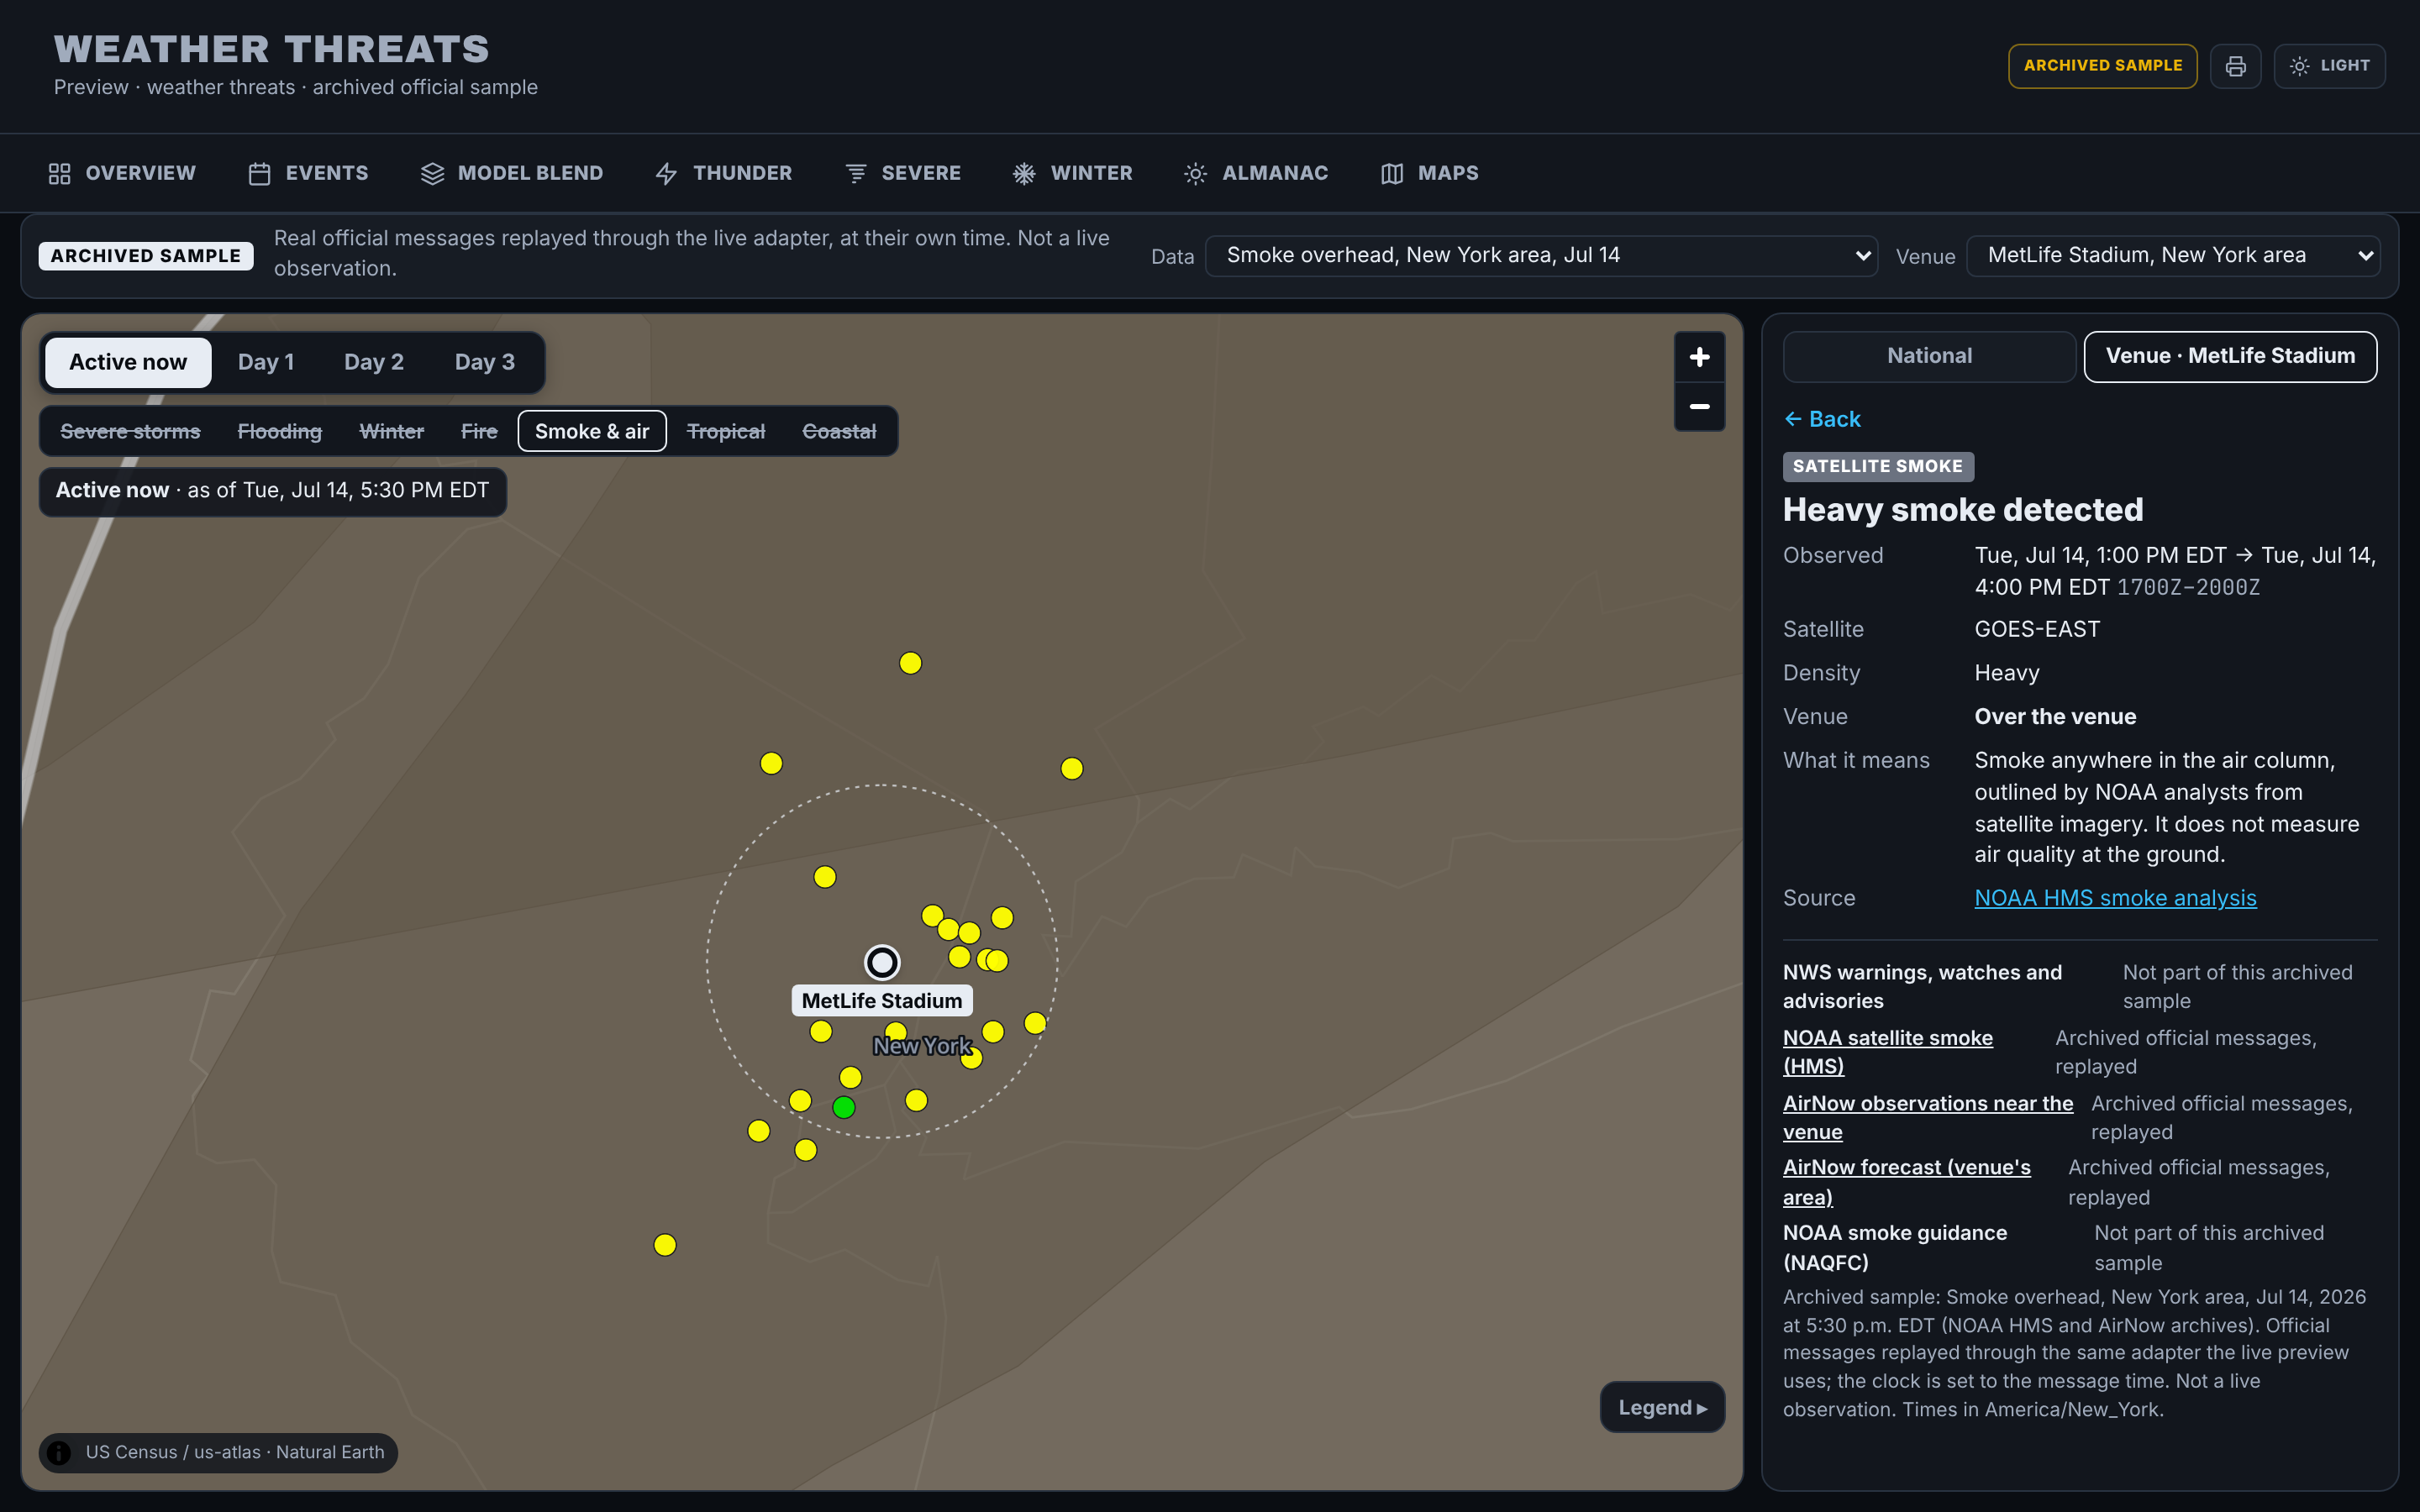 WEATHER THREATS
Preview · weather threats · archived official sample
ARCHIVED SAMPLE
LIGHT
OVERVIEW
EVENTS
MODEL BLEND
THUNDER
SEVERE
WINTER
ALMANAC
MAPS
ARCHIVED SAMPLE
Real official messages replayed through the live adapter, at their own time. Not a live
observation.
Data
Smoke overhead, New York area, Jul 14
Venue
MetLife Stadium, New York area
Active now
Day 1
Day 2
Day 3
Severe storms
Flooding
Winter
Fire
Smoke & air
Tropical
Coastal
Active now · as of Tue, Jul 14, 5:30 PM EDT
+
−
MetLife Stadium
New York
Legend ▸
US Census / us-atlas · Natural Earth
National
Venue · MetLife Stadium
← Back
SATELLITE SMOKE
Heavy smoke detected
Observed
Tue, Jul 14, 1:00 PM EDT → Tue, Jul 14,
4:00 PM EDT 1700Z–2000Z
Satellite
GOES-EAST
Density
Heavy
Venue
Over the venue
What it means
Smoke anywhere in the air column,
outlined by NOAA analysts from
satellite imagery. It does not measure
air quality at the ground.
Source
NOAA HMS smoke analysis
NWS warnings, watches and
advisories
Not part of this archived
sample
NOAA satellite smoke
(HMS)
Archived official messages,
replayed
AirNow observations near the
venue
Archived official messages,
replayed
AirNow forecast (venue's
area)
Archived official messages,
replayed
NOAA smoke guidance
(NAQFC)
Not part of this archived
sample
Archived sample: Smoke overhead, New York area, Jul 14, 2026
at 5:30 p.m. EDT (NOAA HMS and AirNow archives). Official
messages replayed through the same adapter the live preview
uses; the clock is set to the message time. Not a live
observation. Times in America/New_York.